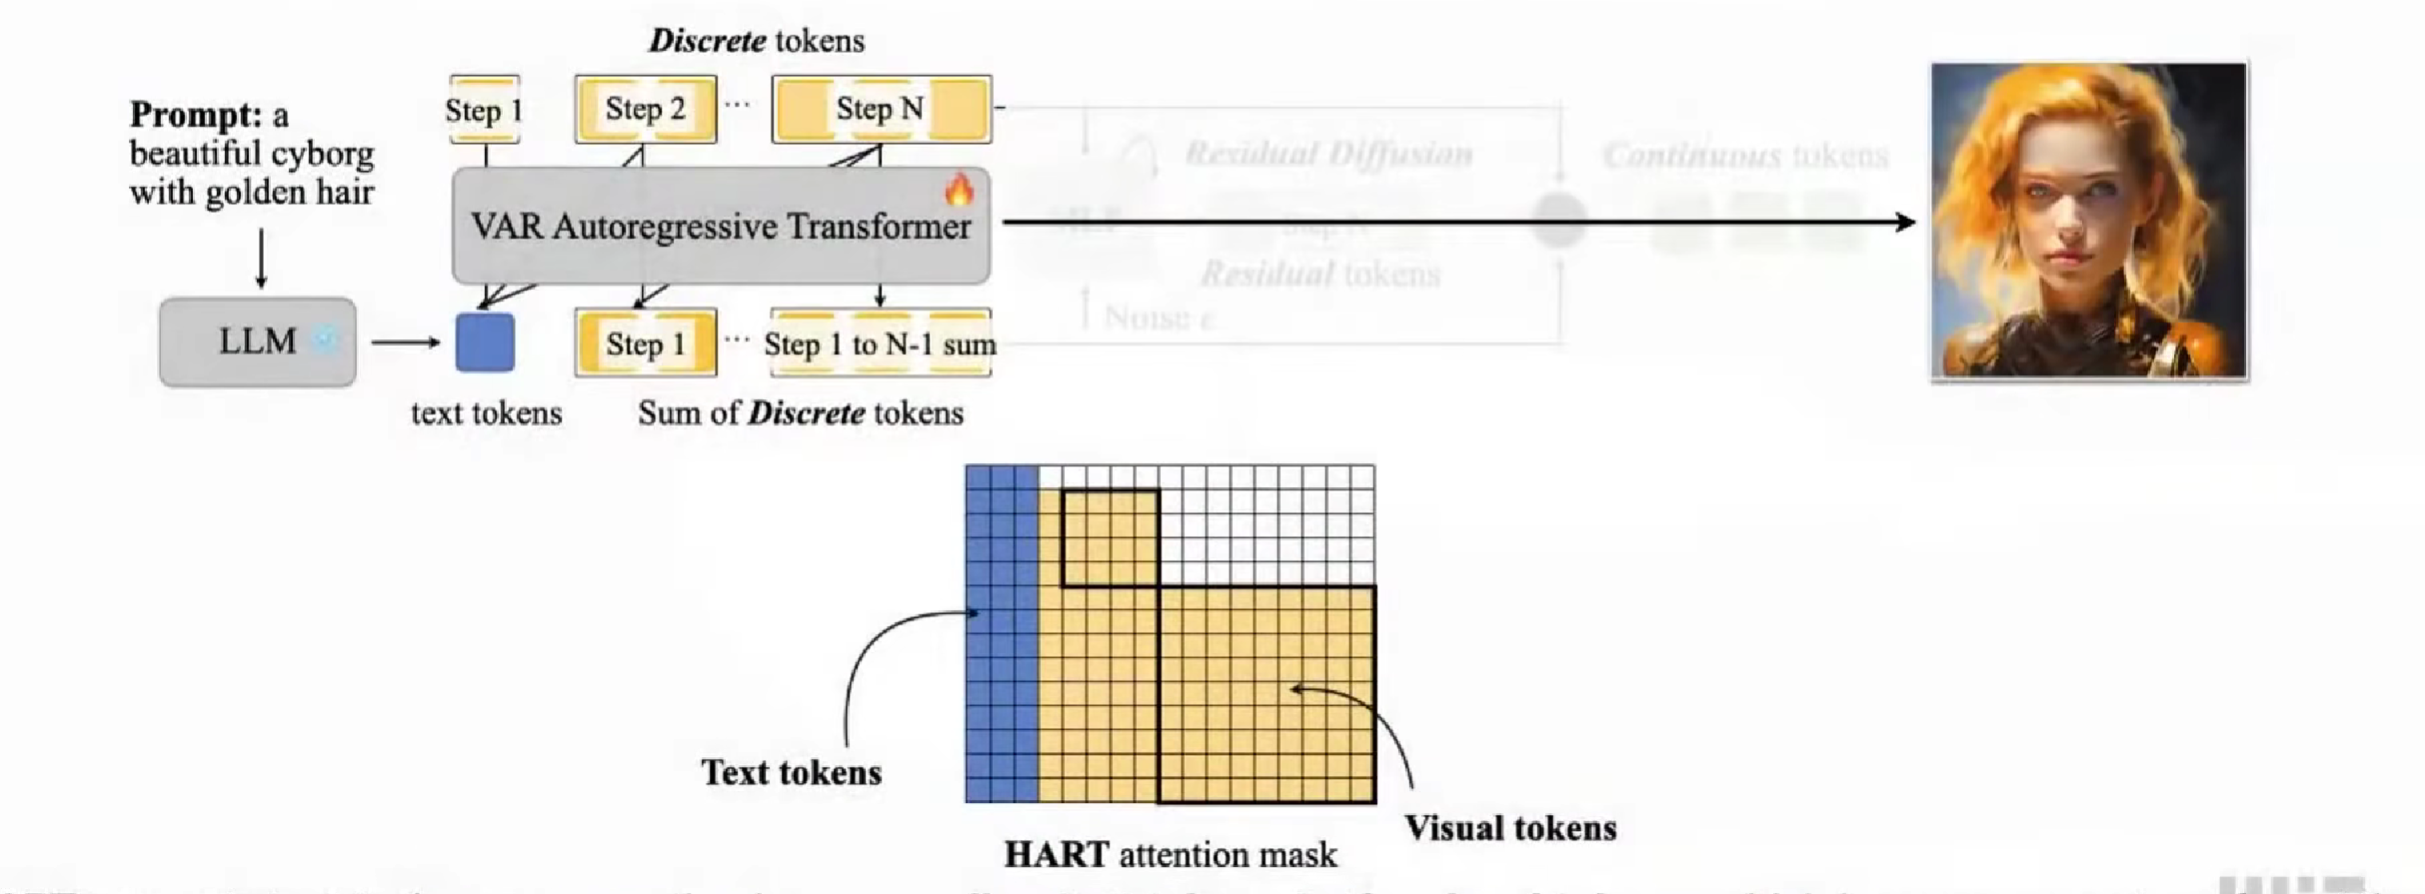 Discrete tokens
Prompt: a
beautiful cyborg
with golden hair
Step 1
Step 2
...
Step N
VAR Autoregressive Transformer
LLM
Step 1
...
Step 1 to N-1 sum
text tokens
Sum of Discrete tokens
Residual Diffusion
Continuous tokens
Step N
Residual tokens
Noise ε
Text tokens
Visual tokens
HART attention mask